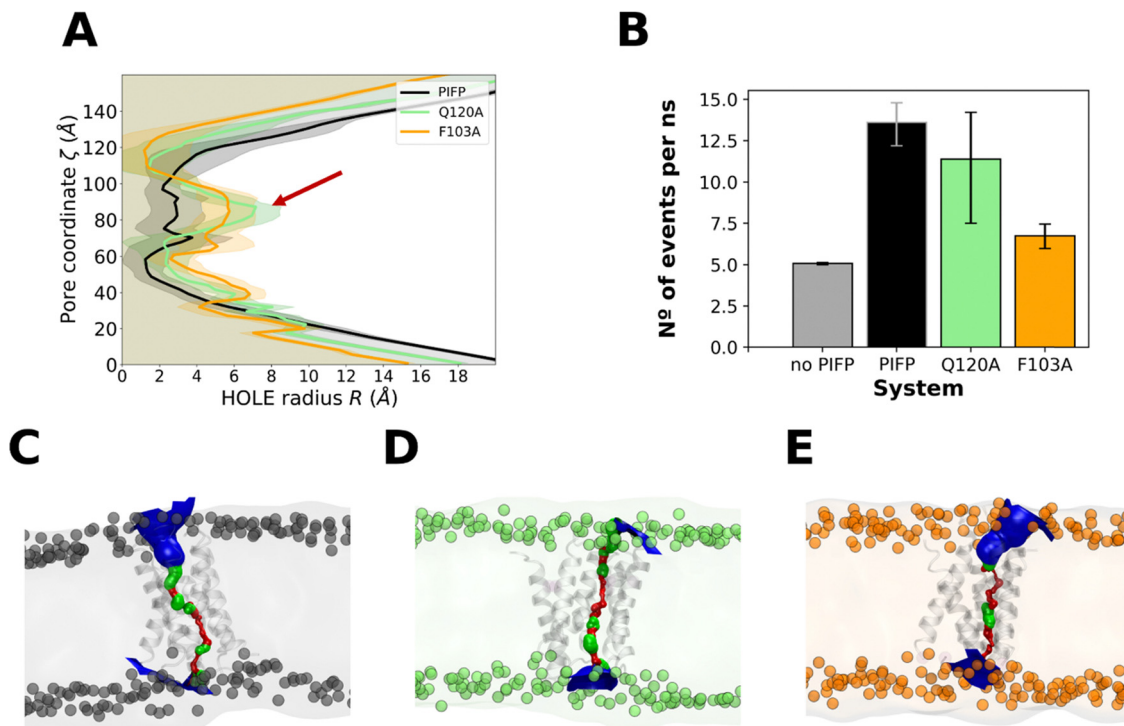 A
Pore coordinate ζ (Å)
140
120
100
80
60
40
20
0
0 2 4 6 8 10 12 14 16 18
HOLE radius R (Å)
PIFP
Q120A
F103A
B
Nº of events per ns
15.0
12.5
10.0
7.5
5.0
2.5
0.0
no PIFP PIFP Q120A F103A
System
C
D
E